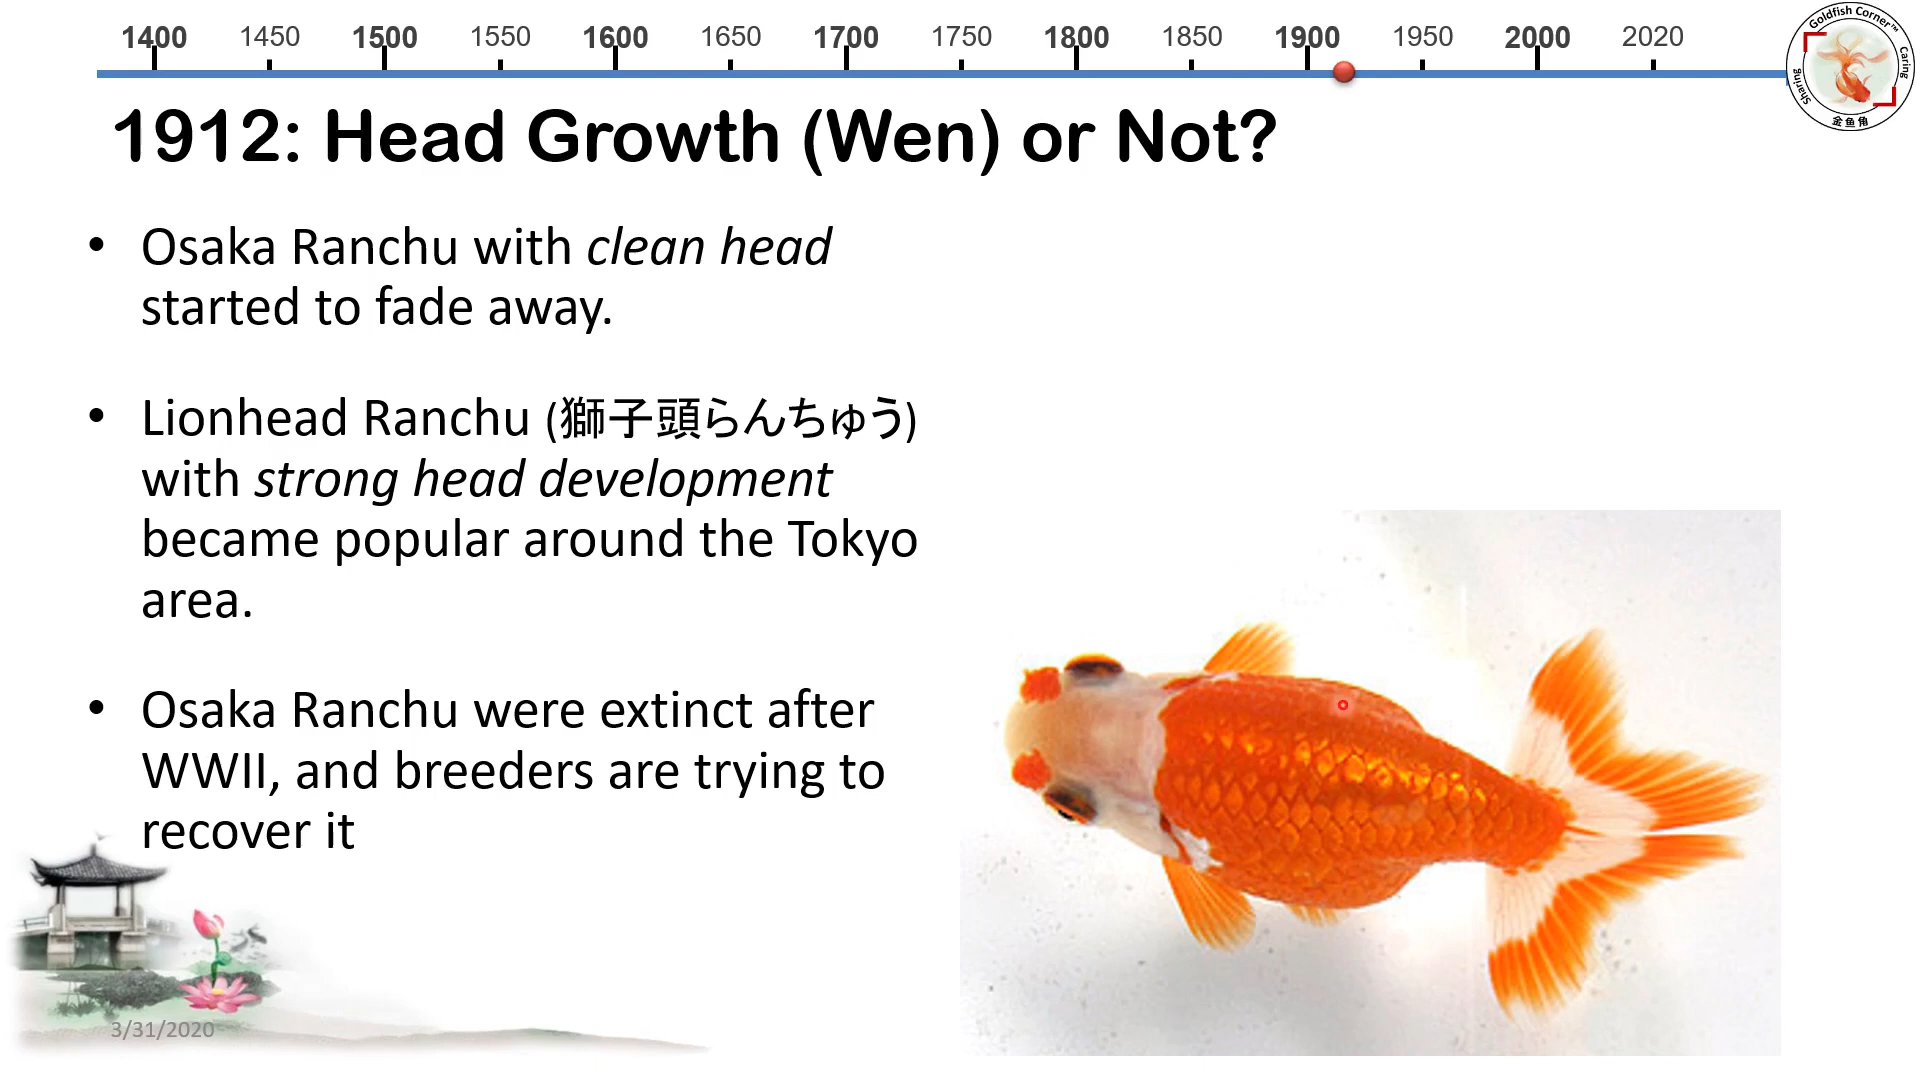 1400 1450 1500 1550 1600 1650 1700 1750 1800 1850 1900 1950 2000 2020
Goldfish Corner™
Caring
Sharing
金鱼角
1912: Head Growth (Wen) or Not?
• Osaka Ranchu with clean head
started to fade away.
• Lionhead Ranchu (獅子頭らんちゅう)
with strong head development
became popular around the Tokyo
area.
• Osaka Ranchu were extinct after
WWII, and breeders are trying to
recover it
3/31/2020